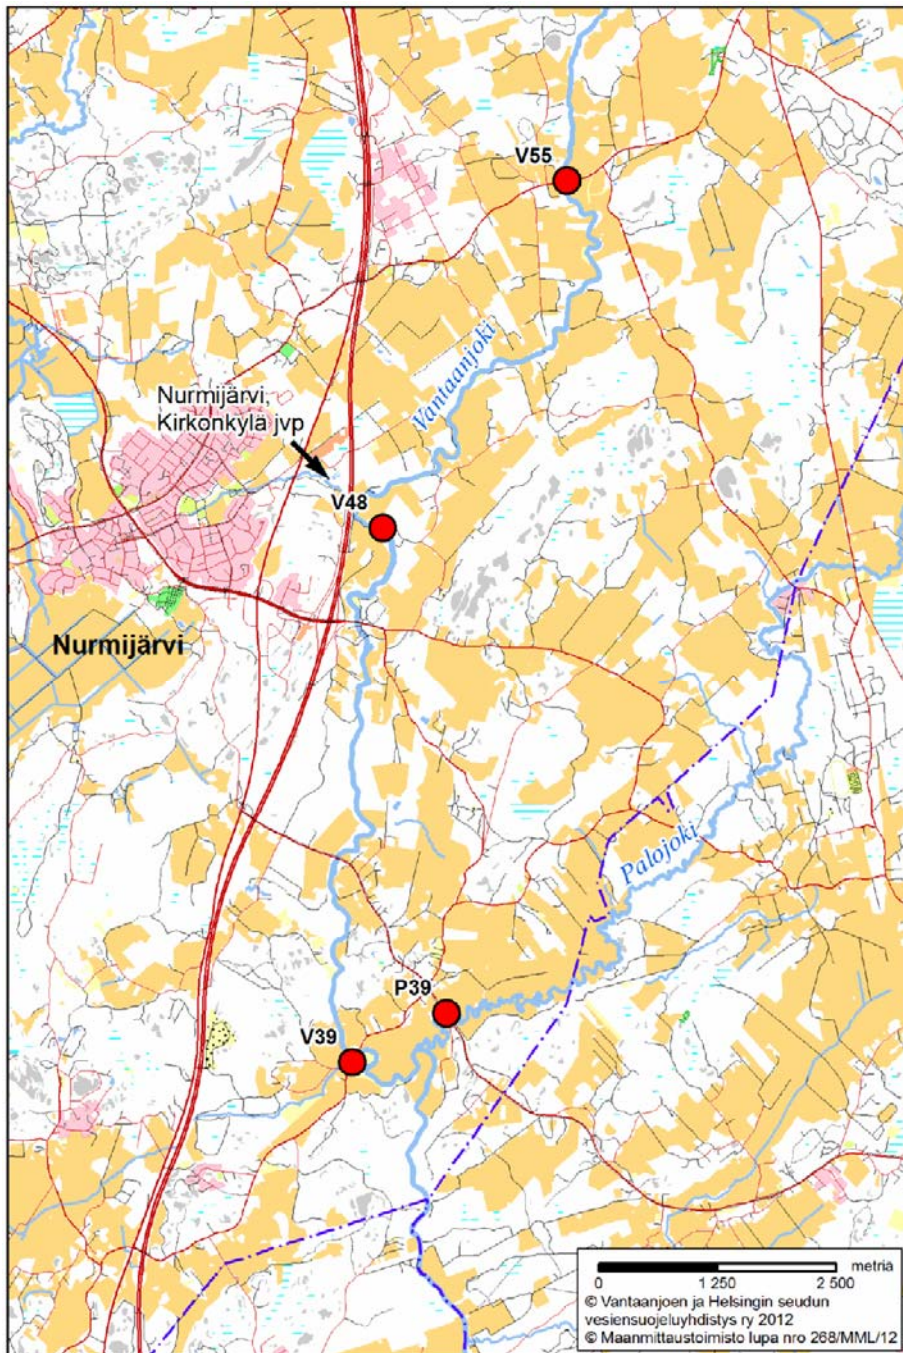 V55
Vantaanjoki
Nurmijärvi,
Kirkonkylä jvp
V48
Nurmijärvi
Palojoki
P39
V39
metriä
0 1 250 2 500
© Vantaanjoen ja Helsingin seudun
vesiensuojeluyhdistys ry 2012
© Maanmittaustoimisto lupa nro 268/MML/12